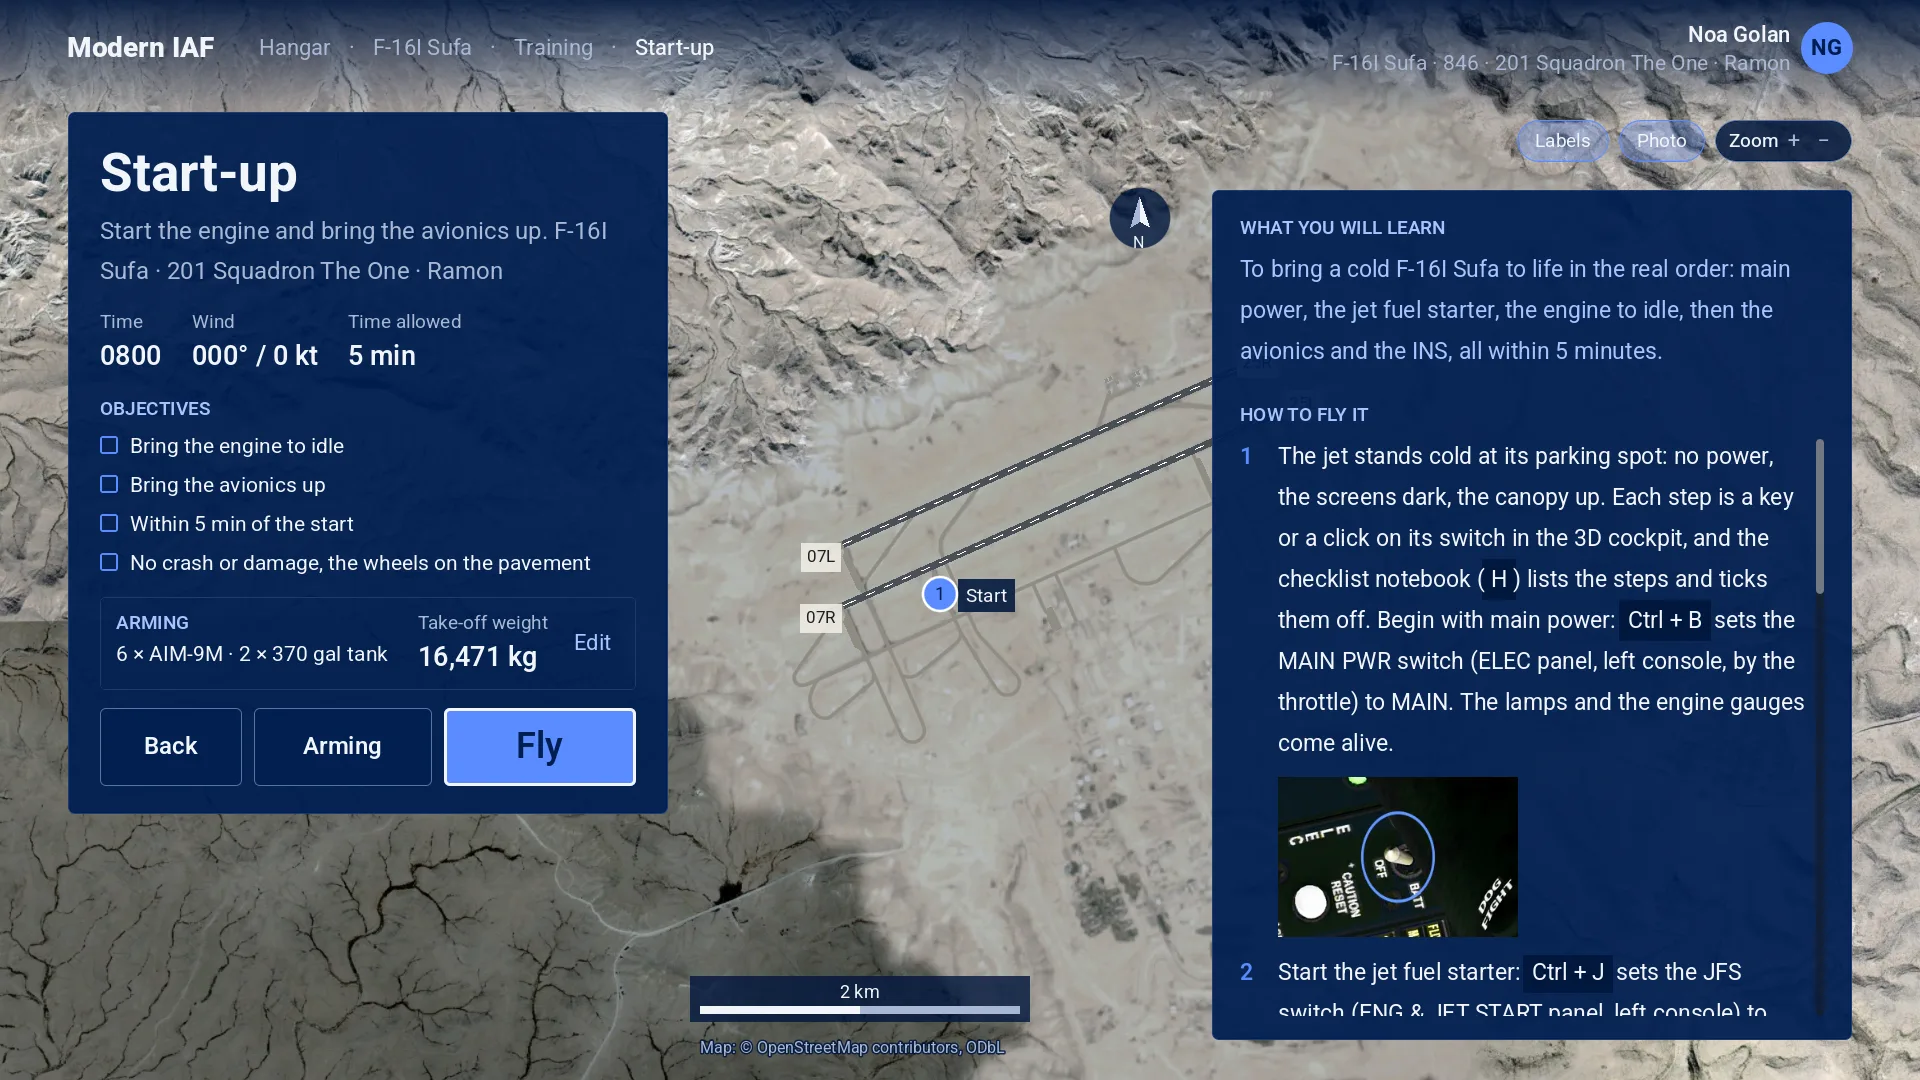 Modern IAF
Hangar · F-16I Sufa · Training · Start-up
Noa Golan
F-16I Sufa · 846 · 201 Squadron The One · Ramon
NG
Start-up
Start the engine and bring the avionics up. F-16I
Sufa · 201 Squadron The One · Ramon
Time Wind Time allowed
0800 000° / 0 kt 5 min
OBJECTIVES
Bring the engine to idle
Bring the avionics up
Within 5 min of the start
No crash or damage, the wheels on the pavement
ARMING Take-off weight
6 × AIM-9M · 2 × 370 gal tank 16,471 kg Edit
Back Arming Fly
Labels Photo Zoom + −
N
07L
07R
1 Start
2 km
Map: © OpenStreetMap contributors, ODbL
WHAT YOU WILL LEARN
To bring a cold F-16I Sufa to life in the real order: main
power, the jet fuel starter, the engine to idle, then the
avionics and the INS, all within 5 minutes.
HOW TO FLY IT
1 The jet stands cold at its parking spot: no power,
the screens dark, the canopy up. Each step is a key
or a click on its switch in the 3D cockpit, and the
checklist notebook ( H ) lists the steps and ticks
them off. Begin with main power: Ctrl + B sets the
MAIN PWR switch (ELEC panel, left console, by the
throttle) to MAIN. The lamps and the engine gauges
come alive.
ELEC
OFF
BATT
CAUTION
RESET
DOG
FIGHT
2 Start the jet fuel starter: Ctrl + J sets the JFS
switch (ENG & JET START panel, left console) to